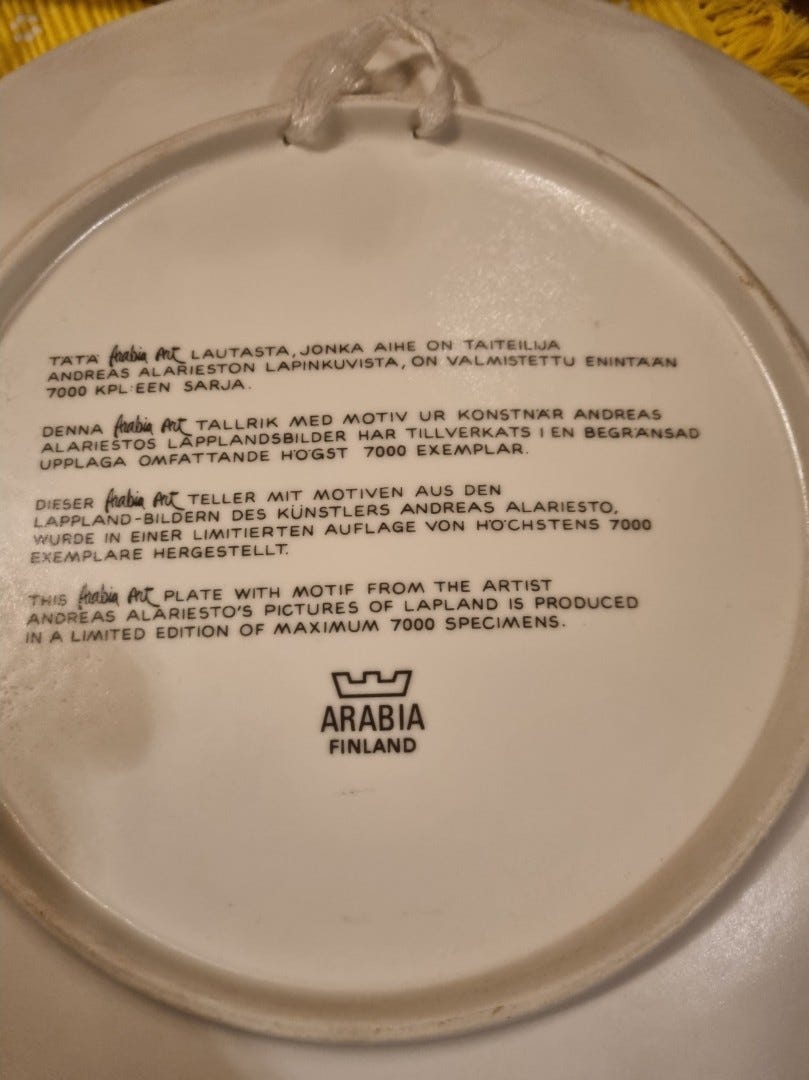 TÄTÄ Arabia Art LAUTASTA, JONKA AIHE ON TAITEILIJA
ANDREAS ALARIESTON LAPINKUVISTA, ON VALMISTETTU ENINTÄÄN
7000 KPL:EEN SARJA.
DENNA Arabia Art TALLRIK MED MOTIV UR KONSTNÄR ANDREAS
ALARIESTOS LAPPLANDSBILDER HAR TILLVERKATS I EN BEGRÄNSAD
UPPLAGA OMFATTANDE HÖGST 7000 EXEMPLAR.
DIESER Arabia Art TELLER MIT MOTIVEN AUS DEN
LAPPLAND-BILDERN DES KÜNSTLERS ANDREAS ALARIESTO,
WURDE IN EINER LIMITIERTEN AUFLAGE VON HÖCHSTENS 7000
EXEMPLARE HERGESTELLT.
THIS Arabia Art PLATE WITH MOTIF FROM THE ARTIST
ANDREAS ALARIESTO'S PICTURES OF LAPLAND IS PRODUCED
IN A LIMITED EDITION OF MAXIMUM 7000 SPECIMENS.
ARABIA
FINLAND